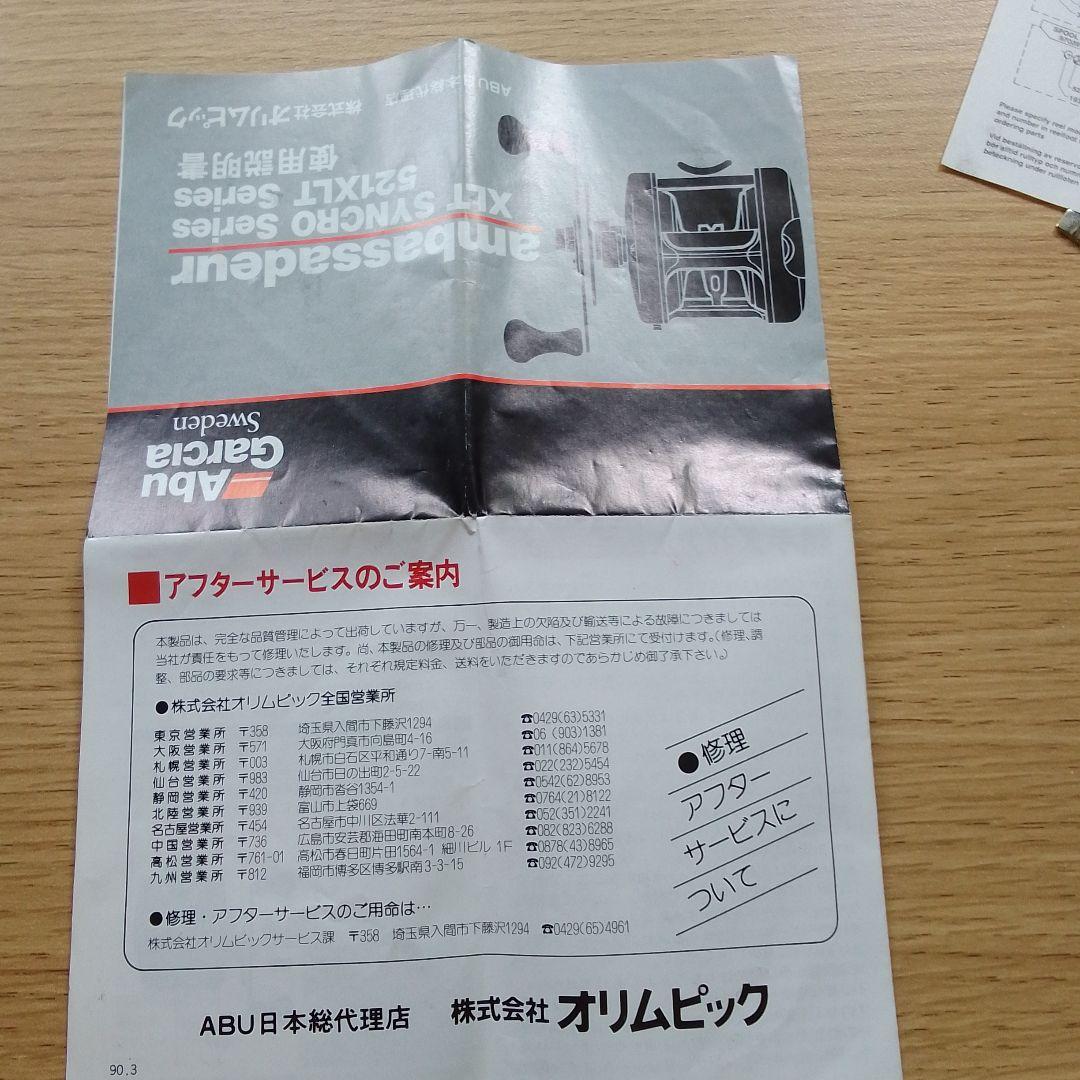 ABU日本総代理店 株式会社オリムピック
使用説明書
521XLT Series
XLT SYNCRO Series
ambassadeur
Sweden
Garcia
Abu
■アフターサービスのご案内
本製品は、完全な品質管理によって出荷していますが、万一、製造上の欠陥及び輸送等による故障につきましては
当社が責任をもって修理いたします。尚、本製品の修理及び部品の御用命は、下記営業所にて受付けます。(修理、調
整、部品の要求等につきましては、それぞれ規定料金、送料をいただきますのであらかじめ御了承下さい。)
●株式会社オリムピック全国営業所
東京営業所 〒358 埼玉県入間市下藤沢1294 ☎0429(63)5331
大阪営業所 〒571 大阪府門真市向島町4-16 ☎06 (903)1381
札幌営業所 〒003 札幌市白石区平和通り7-南5-11 ☎011(864)5678
仙台営業所 〒983 仙台市日の出町2-5-22 ☎022(232)5454
静岡営業所 〒420 静岡市沓谷1354-1 ☎0542(62)8953
北陸営業所 〒939 富山市上袋669 ☎0764(21)8122
名古屋営業所 〒454 名古屋市中川区法華2-111 ☎052(351)2241
中国営業所 〒736 広島市安芸郡海田町南本町8-26 ☎082(823)6288
高松営業所 〒761-01 高松市春日町片田1564-1 細川ビル 1F ☎0878(43)8965
九州営業所 〒812 福岡市博多区博多駅南3-3-15 ☎092(472)9295
●修理
アフター
サービスに
ついて
●修理・アフターサービスのご用命は…
株式会社オリムピックサービス課 〒358 埼玉県入間市下藤沢1294 ☎0429(65)4961
ABU日本総代理店 株式会社 オリムピック
90.3
SPOOL
Please specify reel mo
and number in reelfoot
ordering parts
Vid beställning av reserv
bör alltid rulltyp och num
beteckning under rullfoten